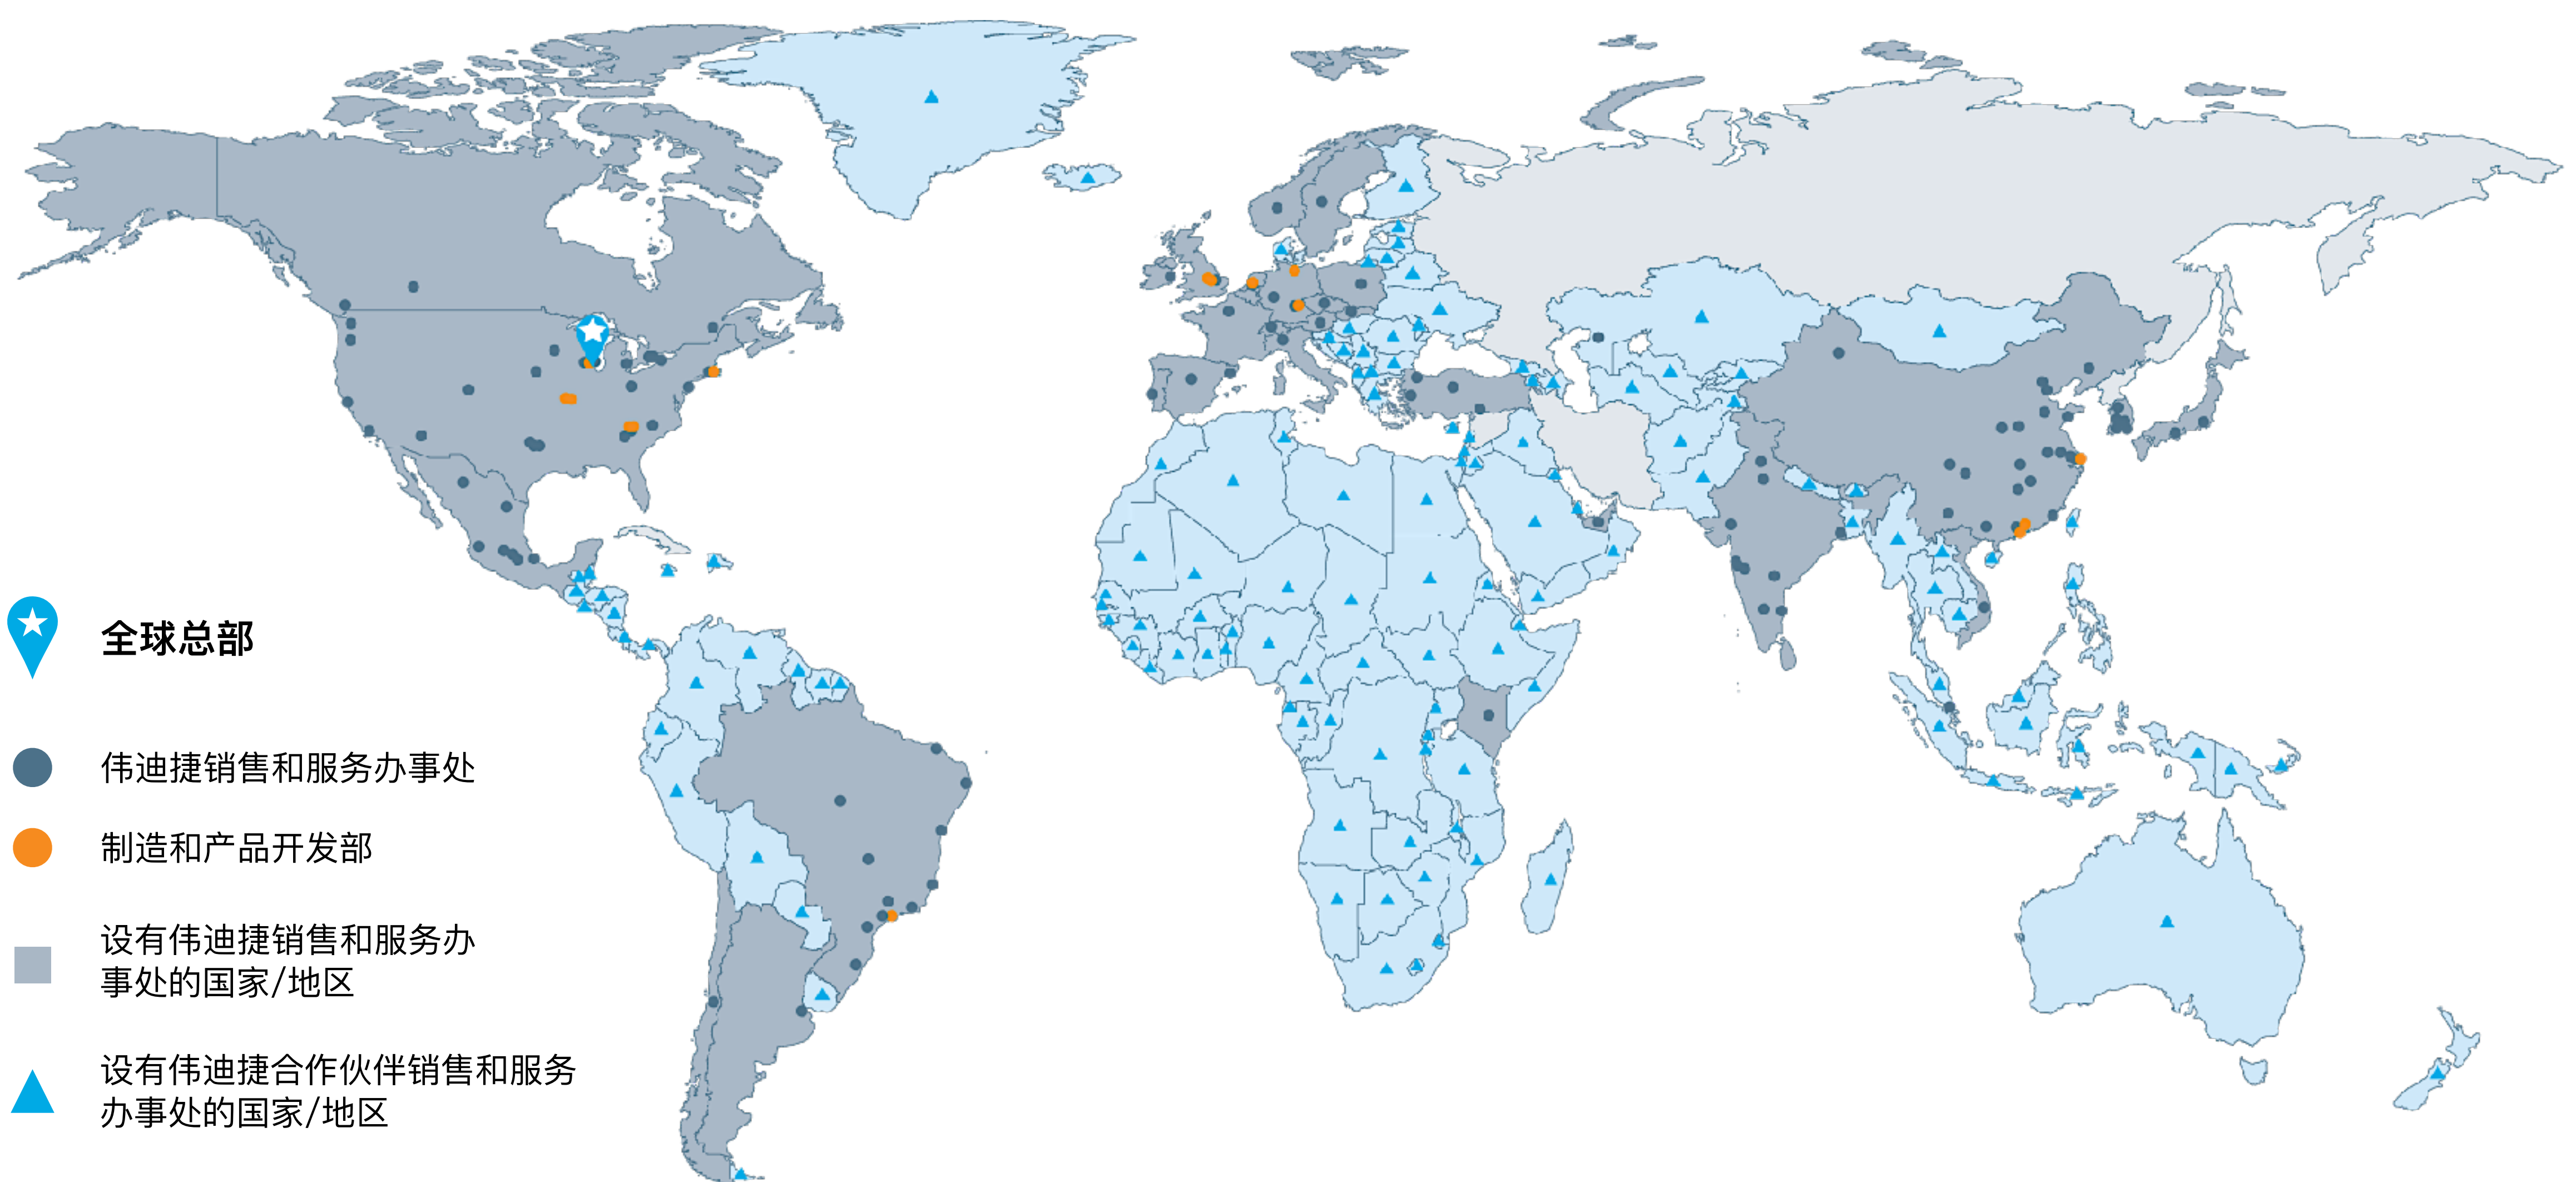 全球总部
伟迪捷销售和服务办事处
制造和产品开发部
设有伟迪捷销售和服务办
事处的国家/地区
设有伟迪捷合作伙伴销售和服务
办事处的国家/地区